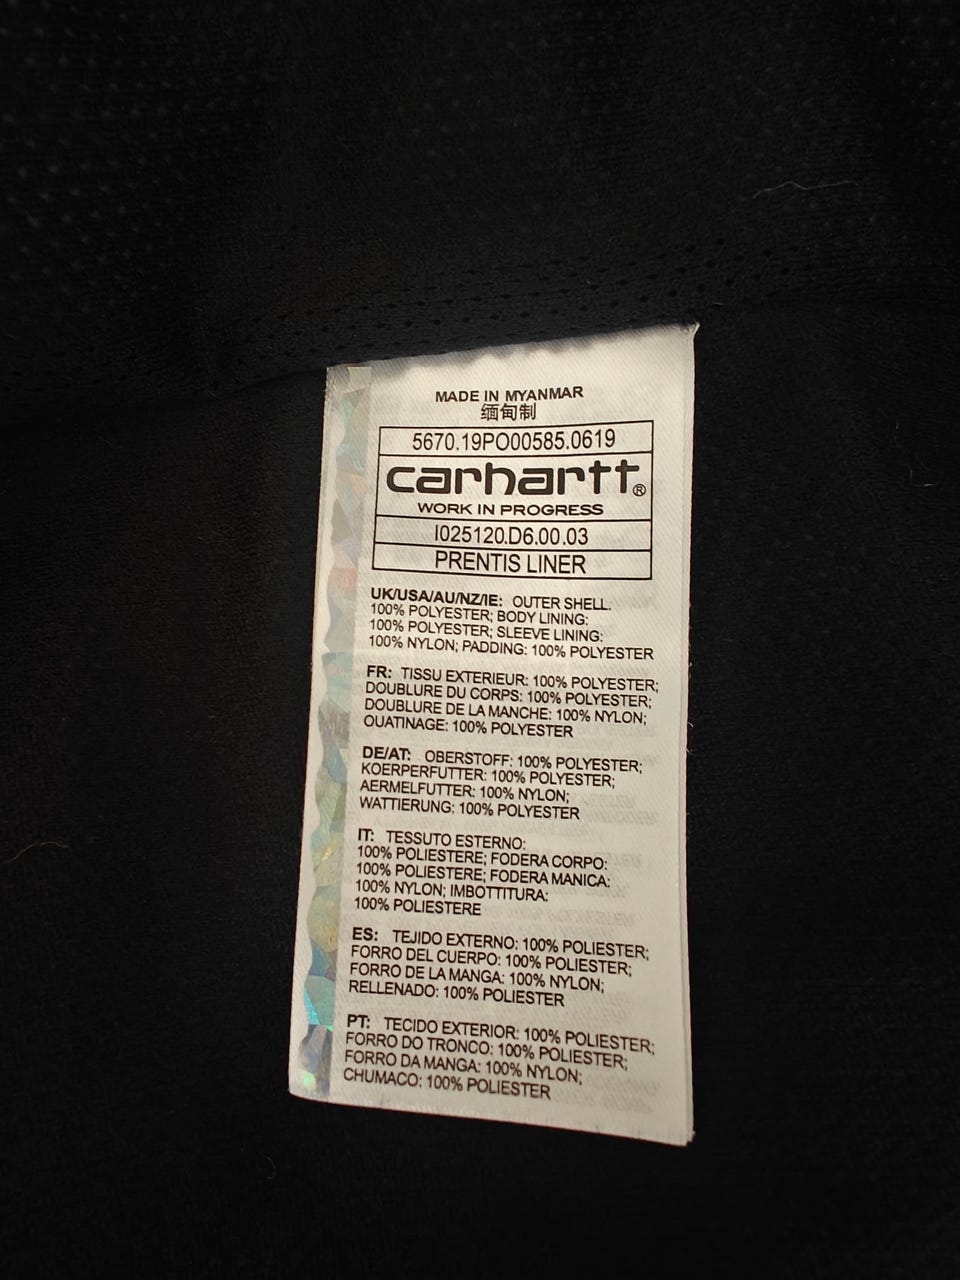 MADE IN MYANMAR
缅甸制
5670.19PO00585.0619
carhartt®
WORK IN PROGRESS
I025120.D6.00.03
PRENTIS LINER
UK/USA/AU/NZ/IE: OUTER SHELL:
100% POLYESTER; BODY LINING:
100% POLYESTER; SLEEVE LINING:
100% NYLON; PADDING: 100% POLYESTER
FR: TISSU EXTERIEUR: 100% POLYESTER;
DOUBLURE DU CORPS: 100% POLYESTER;
DOUBLURE DE LA MANCHE: 100% NYLON;
OUATINAGE: 100% POLYESTER
DE/AT: OBERSTOFF: 100% POLYESTER;
KOERPERFUTTER: 100% POLYESTER;
AERMELFUTTER: 100% NYLON;
WATTIERUNG: 100% POLYESTER
IT: TESSUTO ESTERNO:
100% POLIESTERE; FODERA CORPO:
100% POLIESTERE; FODERA MANICA:
100% NYLON; IMBOTTITURA:
100% POLIESTERE
ES: TEJIDO EXTERNO: 100% POLIESTER;
FORRO DEL CUERPO: 100% POLIESTER;
FORRO DE LA MANGA: 100% NYLON;
RELLENADO: 100% POLIESTER
PT: TECIDO EXTERIOR: 100% POLIESTER;
FORRO DO TRONCO: 100% POLIESTER;
FORRO DA MANGA: 100% NYLON;
CHUMACO: 100% POLIESTER